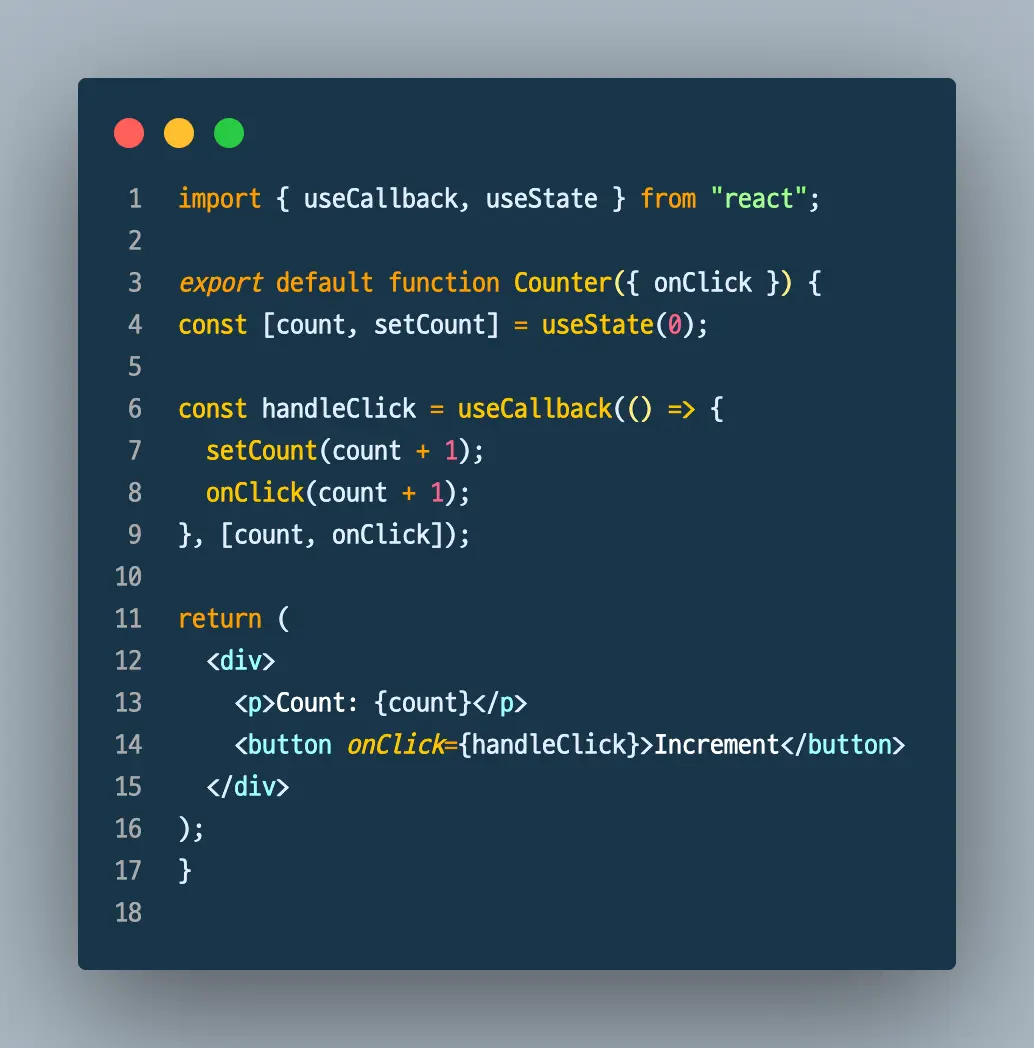 1 import { useCallback, useState } from "react";
2
3 export default function Counter({ onClick }) {
4 const [count, setCount] = useState(0);
5
6 const handleClick = useCallback(() => {
7   setCount(count + 1);
8   onClick(count + 1);
9 }, [count, onClick]);
10
11 return (
12   <div>
13     <p>Count: {count}</p>
14     <button onClick={handleClick}>Increment</button>
15   </div>
16 );
17 }
18